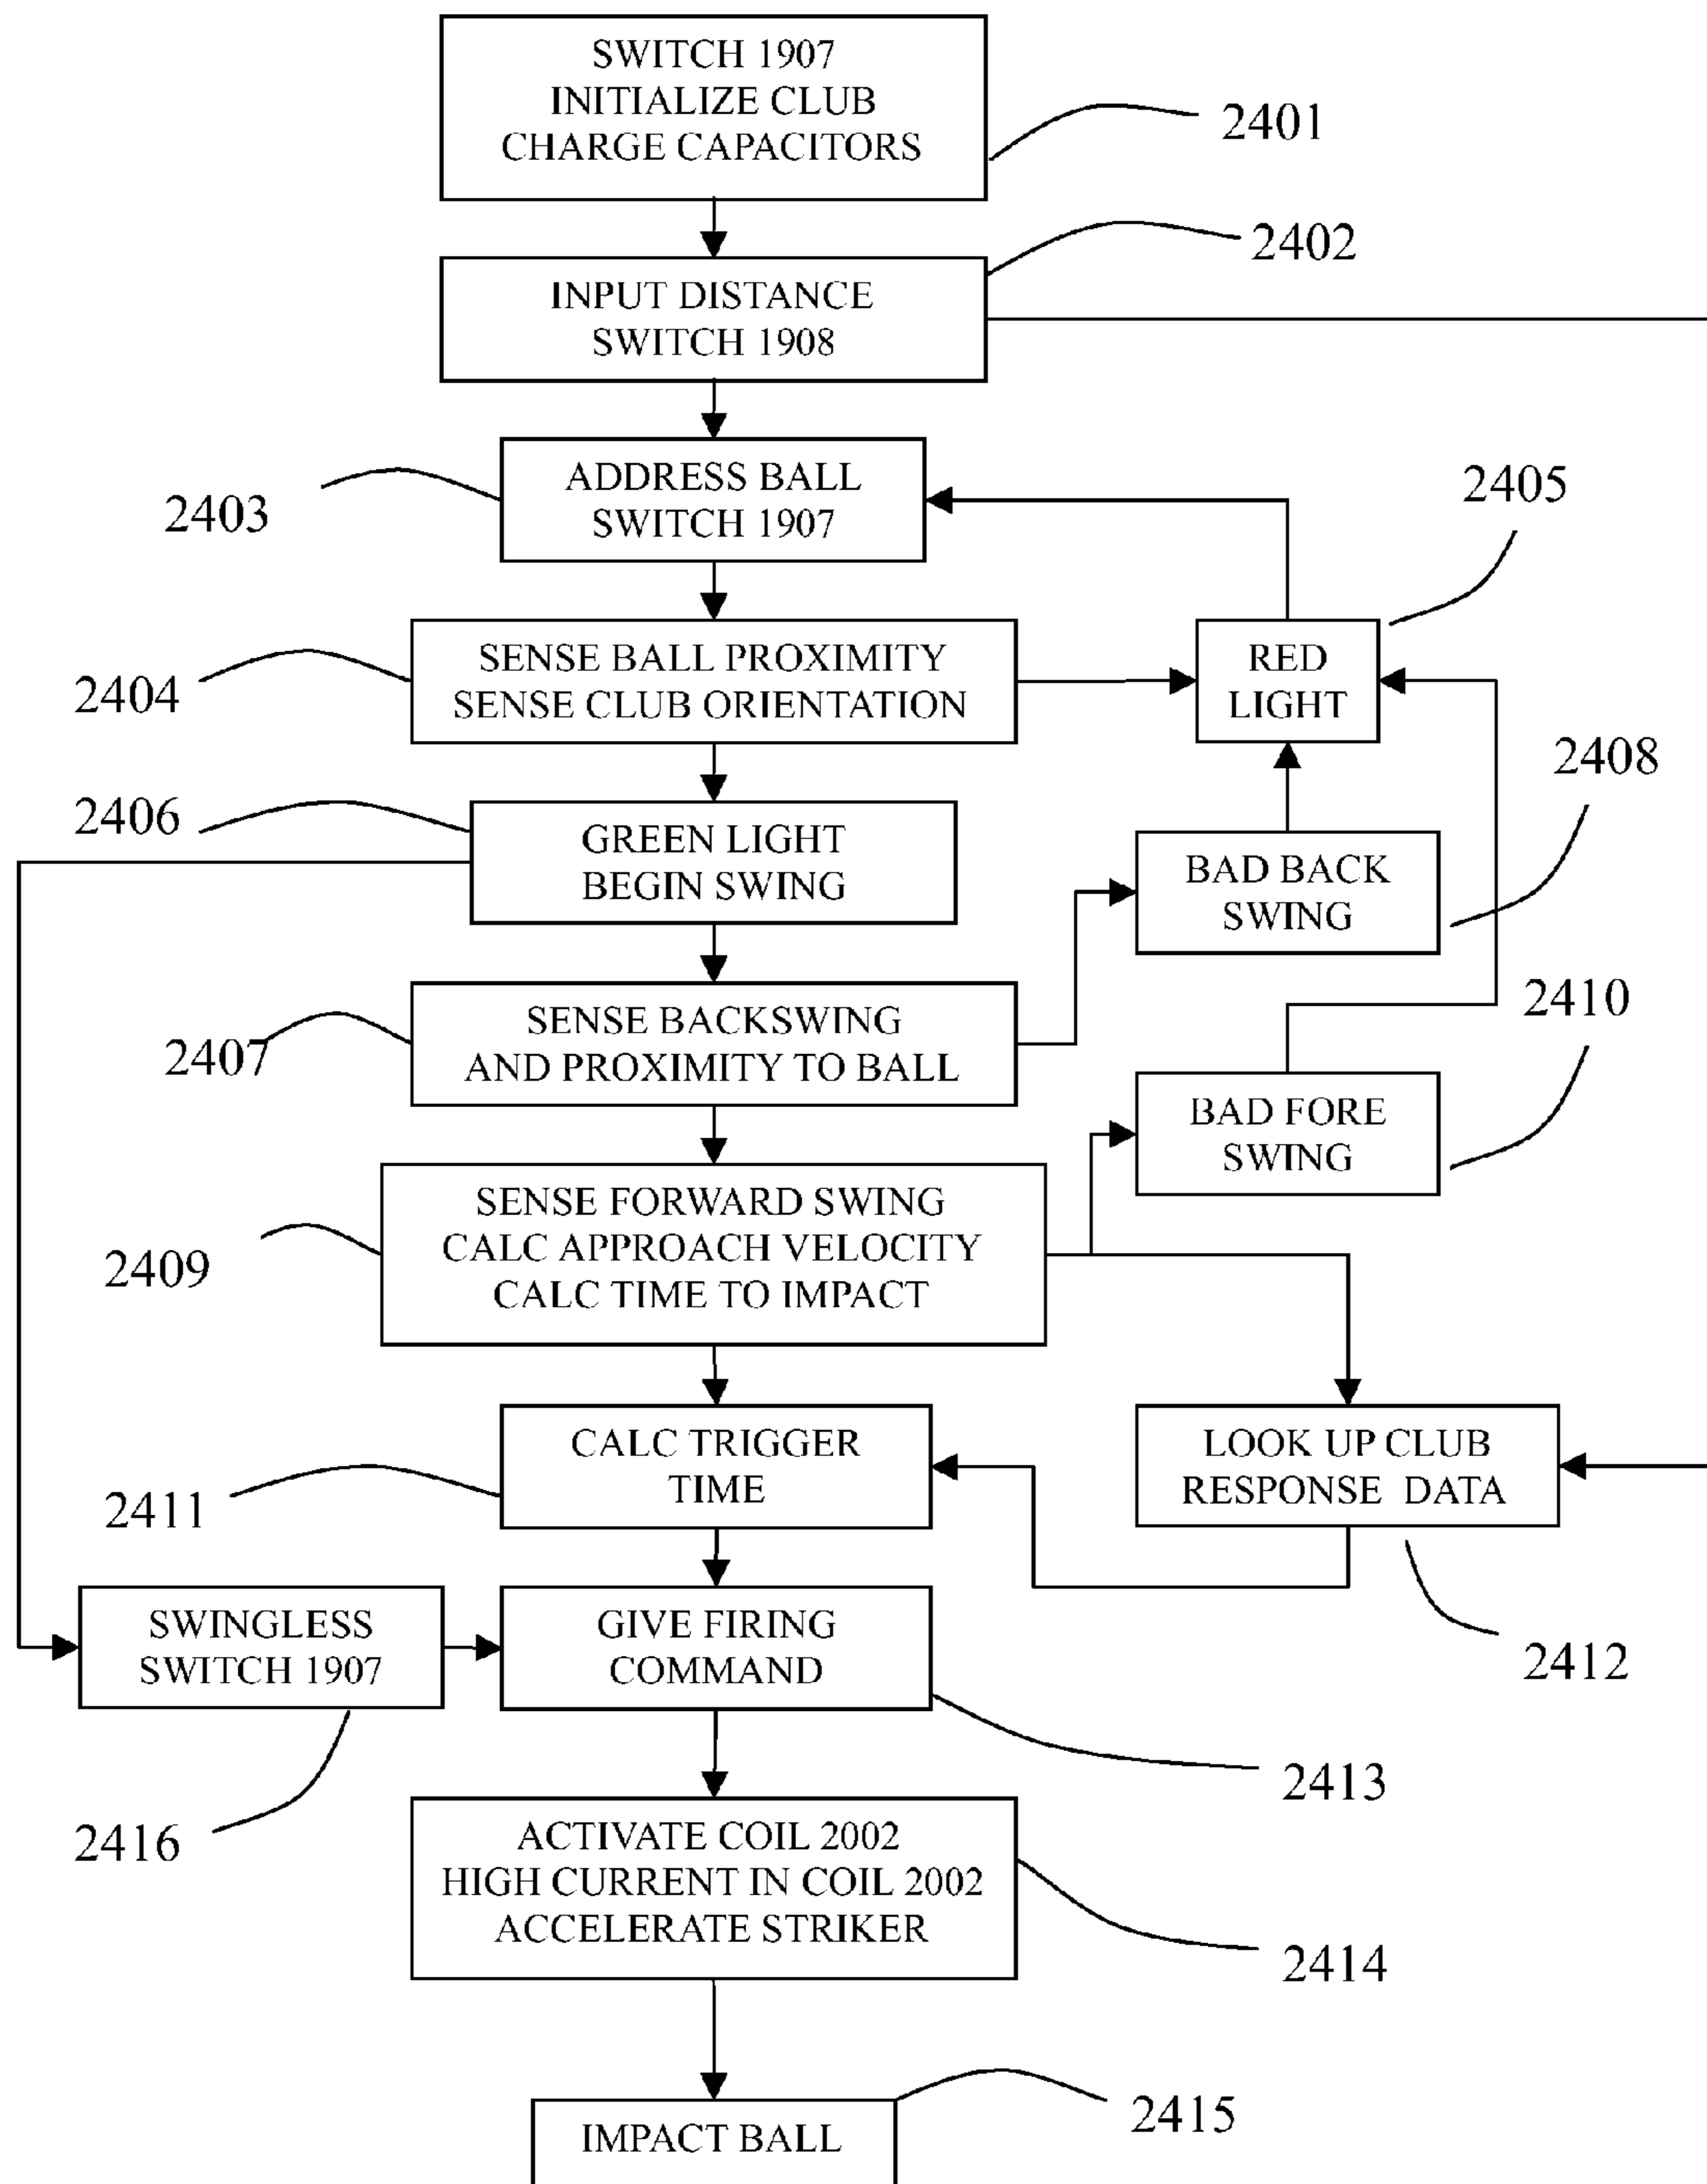 SWITCH 1907
INITIALIZE CLUB
CHARGE CAPACITORS
2401
2402
INPUT DISTANCE
SWITCH 1908
ADDRESS BALL
SWITCH 1907
2403
2405
SENSE BALL PROXIMITY
SENSE CLUB ORIENTATION
2404
RED
LIGHT
2408
2406
GREEN LIGHT
BEGIN SWING
BAD BACK
SWING
2410
SENSE BACKSWING
AND PROXIMITY TO BALL
2407
BAD FORE
SWING
SENSE FORWARD SWING
CALC APPROACH VELOCITY
CALC TIME TO IMPACT
2409
CALC TRIGGER
TIME
2411
LOOK UP CLUB
RESPONSE DATA
2412
SWINGLESS
SWITCH 1907
GIVE FIRING
COMMAND
2413
2416
ACTIVATE COIL 2002
HIGH CURRENT IN COIL 2002
ACCELERATE STRIKER
2414
2415
IMPACT BALL